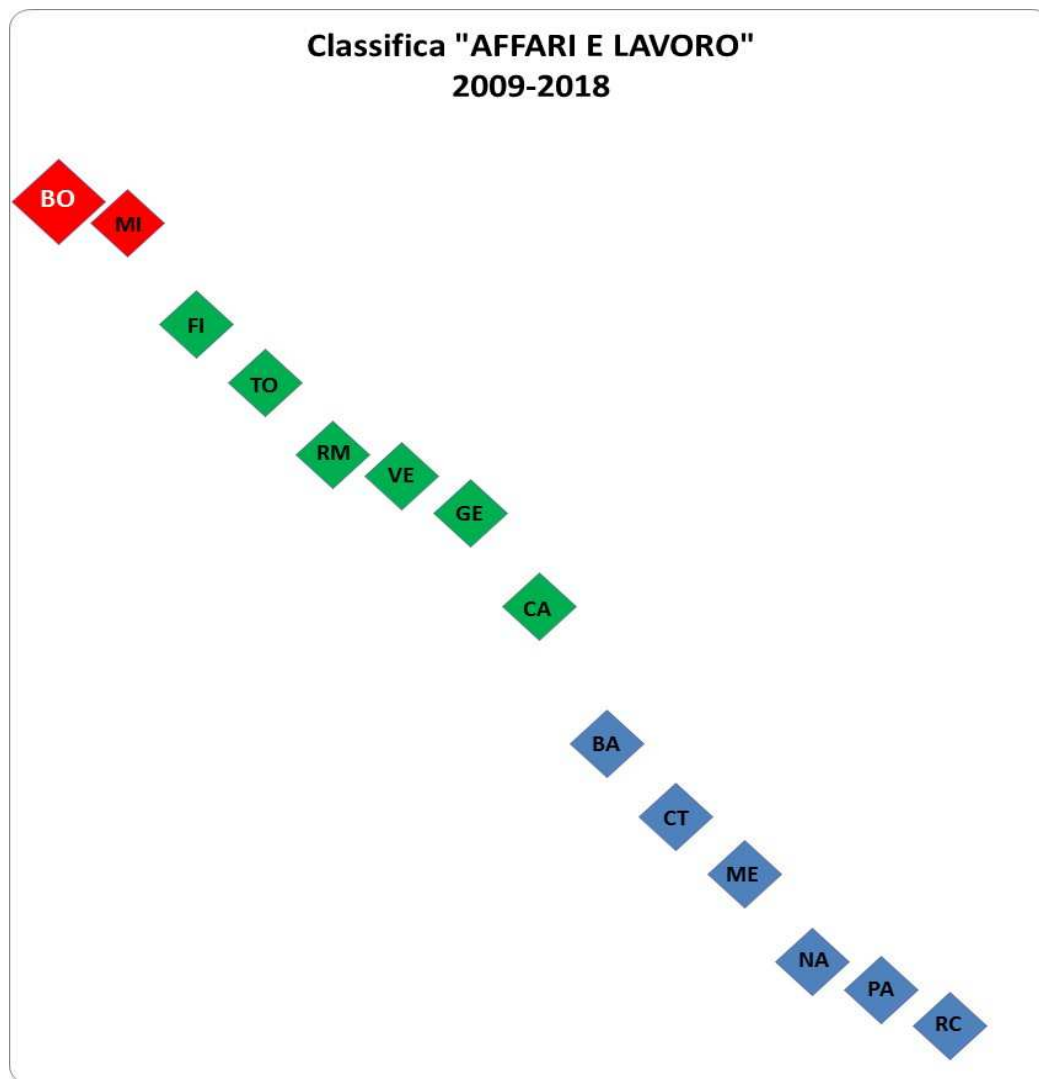 Classifica "AFFARI E LAVORO"
2009-2018
BO
MI
FI
TO
RM
VE
GE
CA
BA
CT
ME
NA
PA
RC